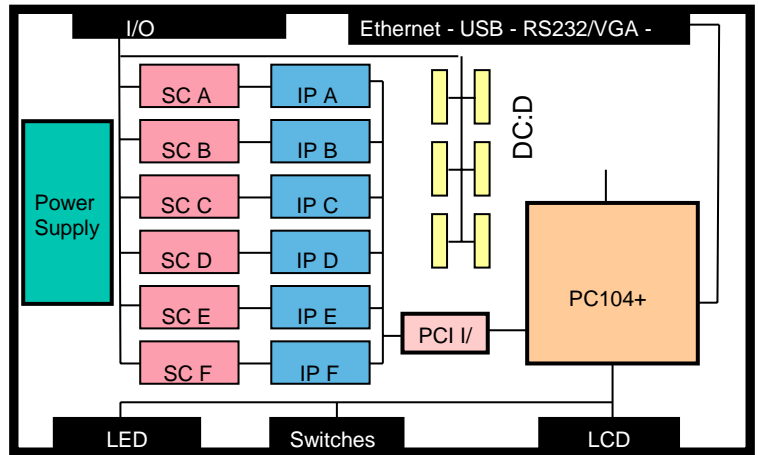 I/O
Ethernet - USB - RS232/VGA -
SC A
IP A
SC B
IP B
SC C
IP C
SC D
IP D
SC E
IP E
SC F
IP F
DC:D
Power
Supply
PC104+
PCI I/
LED
Switches
LCD